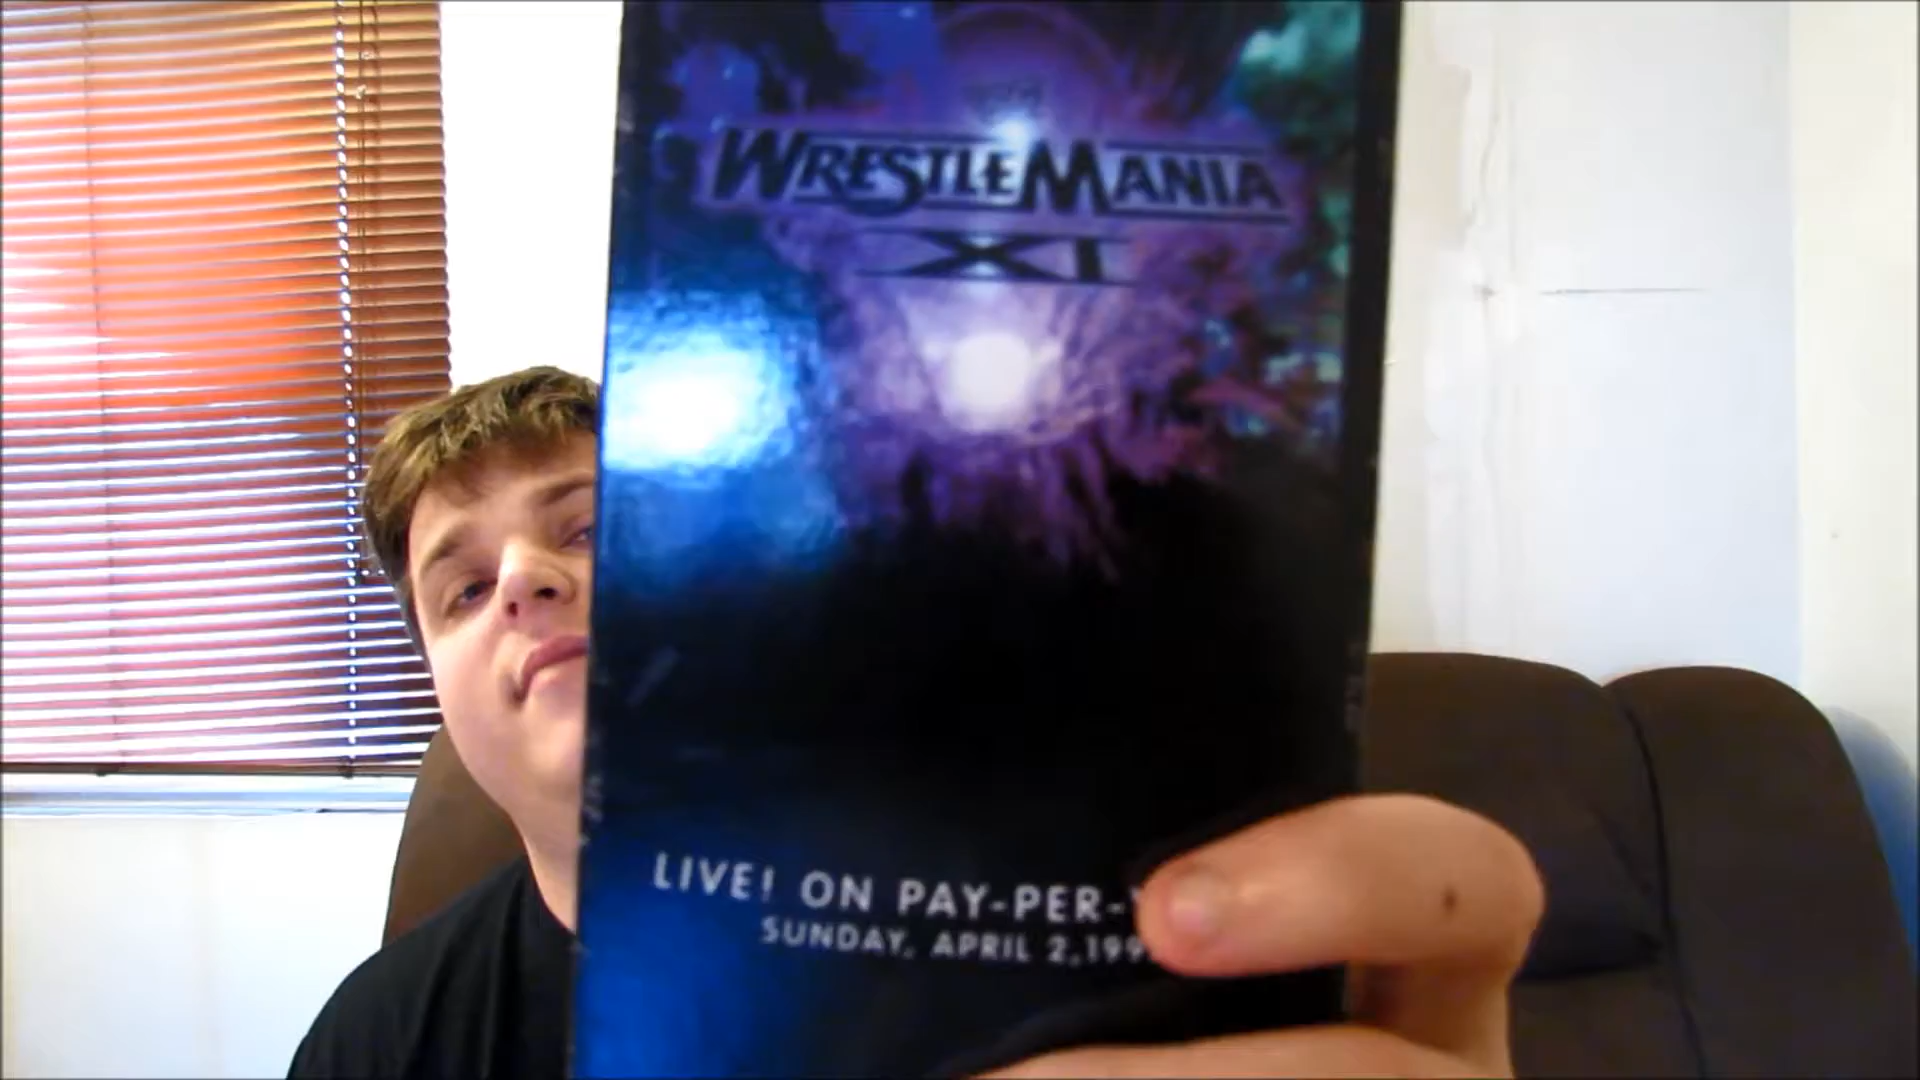 WRESTLEMANIA
XI
LIVE! ON PAY-PER-
SUNDAY, APRIL 2,199